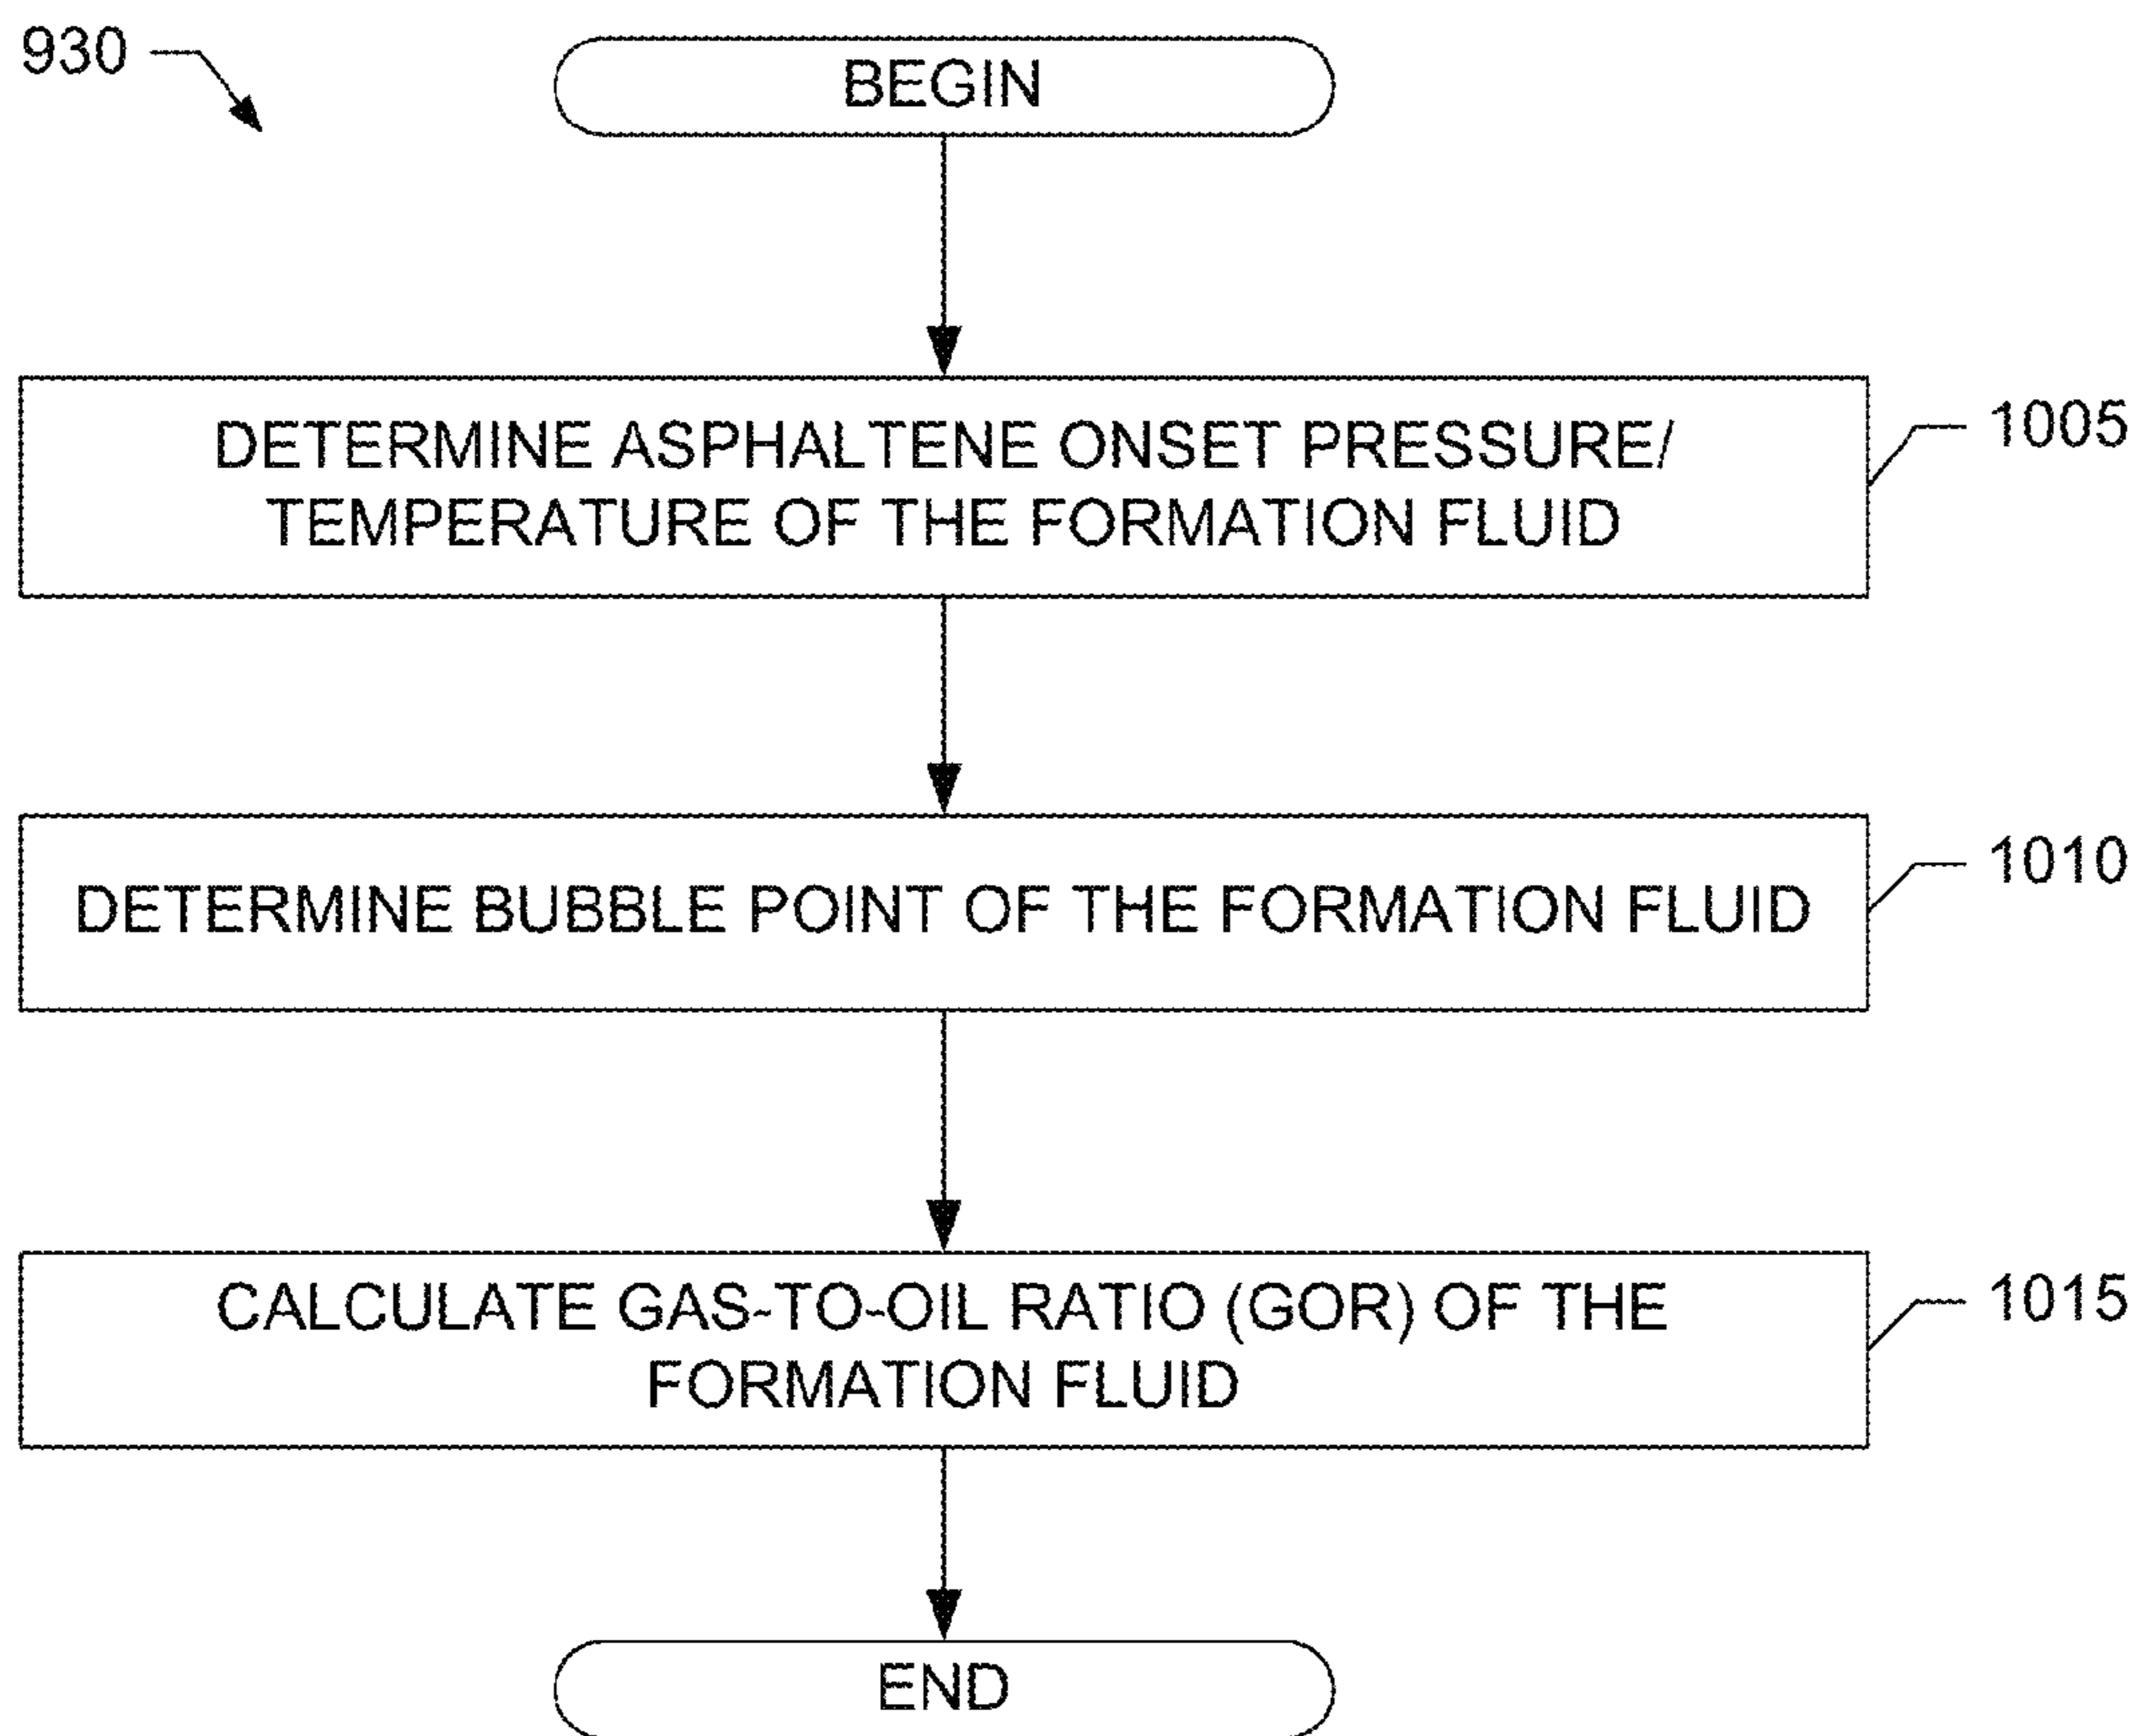 930
BEGIN
DETERMINE ASPHALTENE ONSET PRESSURE/
TEMPERATURE OF THE FORMATION FLUID
1005
DETERMINE BUBBLE POINT OF THE FORMATION FLUID
1010
CALCULATE GAS-TO-OIL RATIO (GOR) OF THE
FORMATION FLUID
1015
END